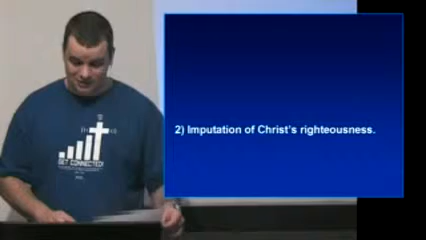 GET CONNECTED!
2) Imputation of Christ's righteousness.